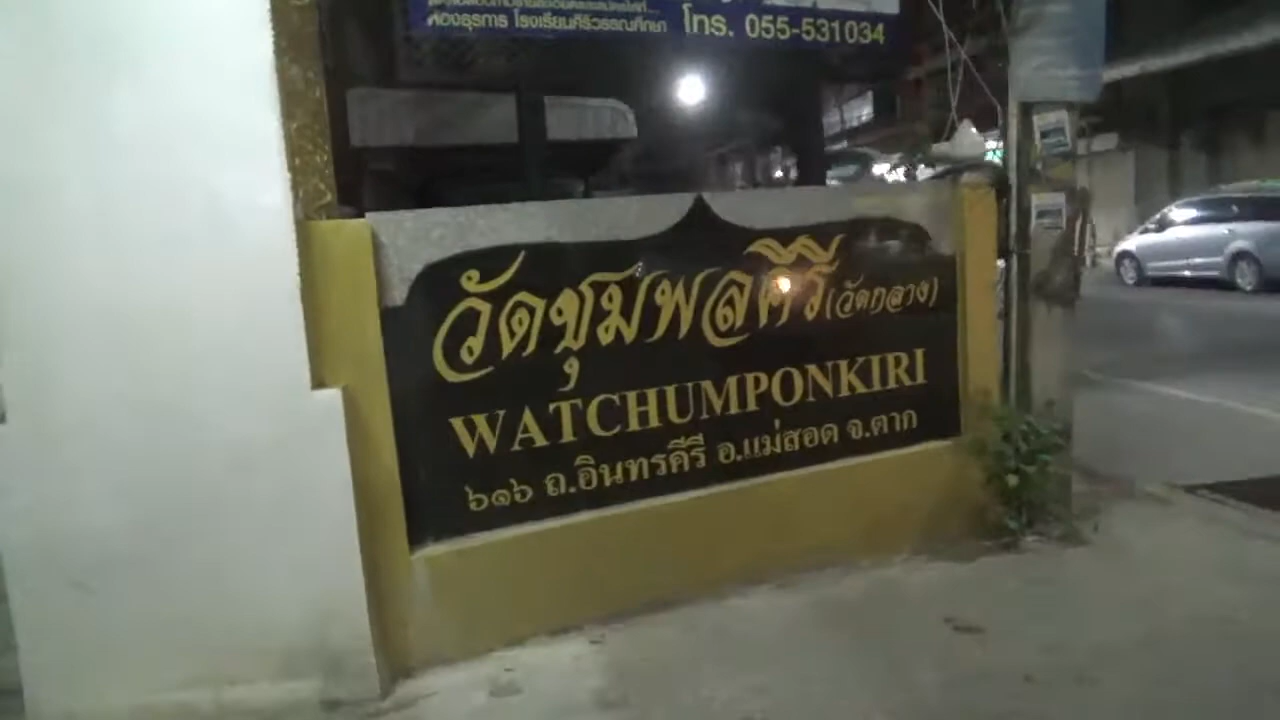 ห้องธุรการ โรงเรียนศิริวรรณศึกษา โทร. 055-531034
วัดชุมพลคีรี (วัดกลาง)
WATCHUMPONKIRI
๖๑๖ ถ.อินทรคีรี อ.แม่สอด จ.ตาก